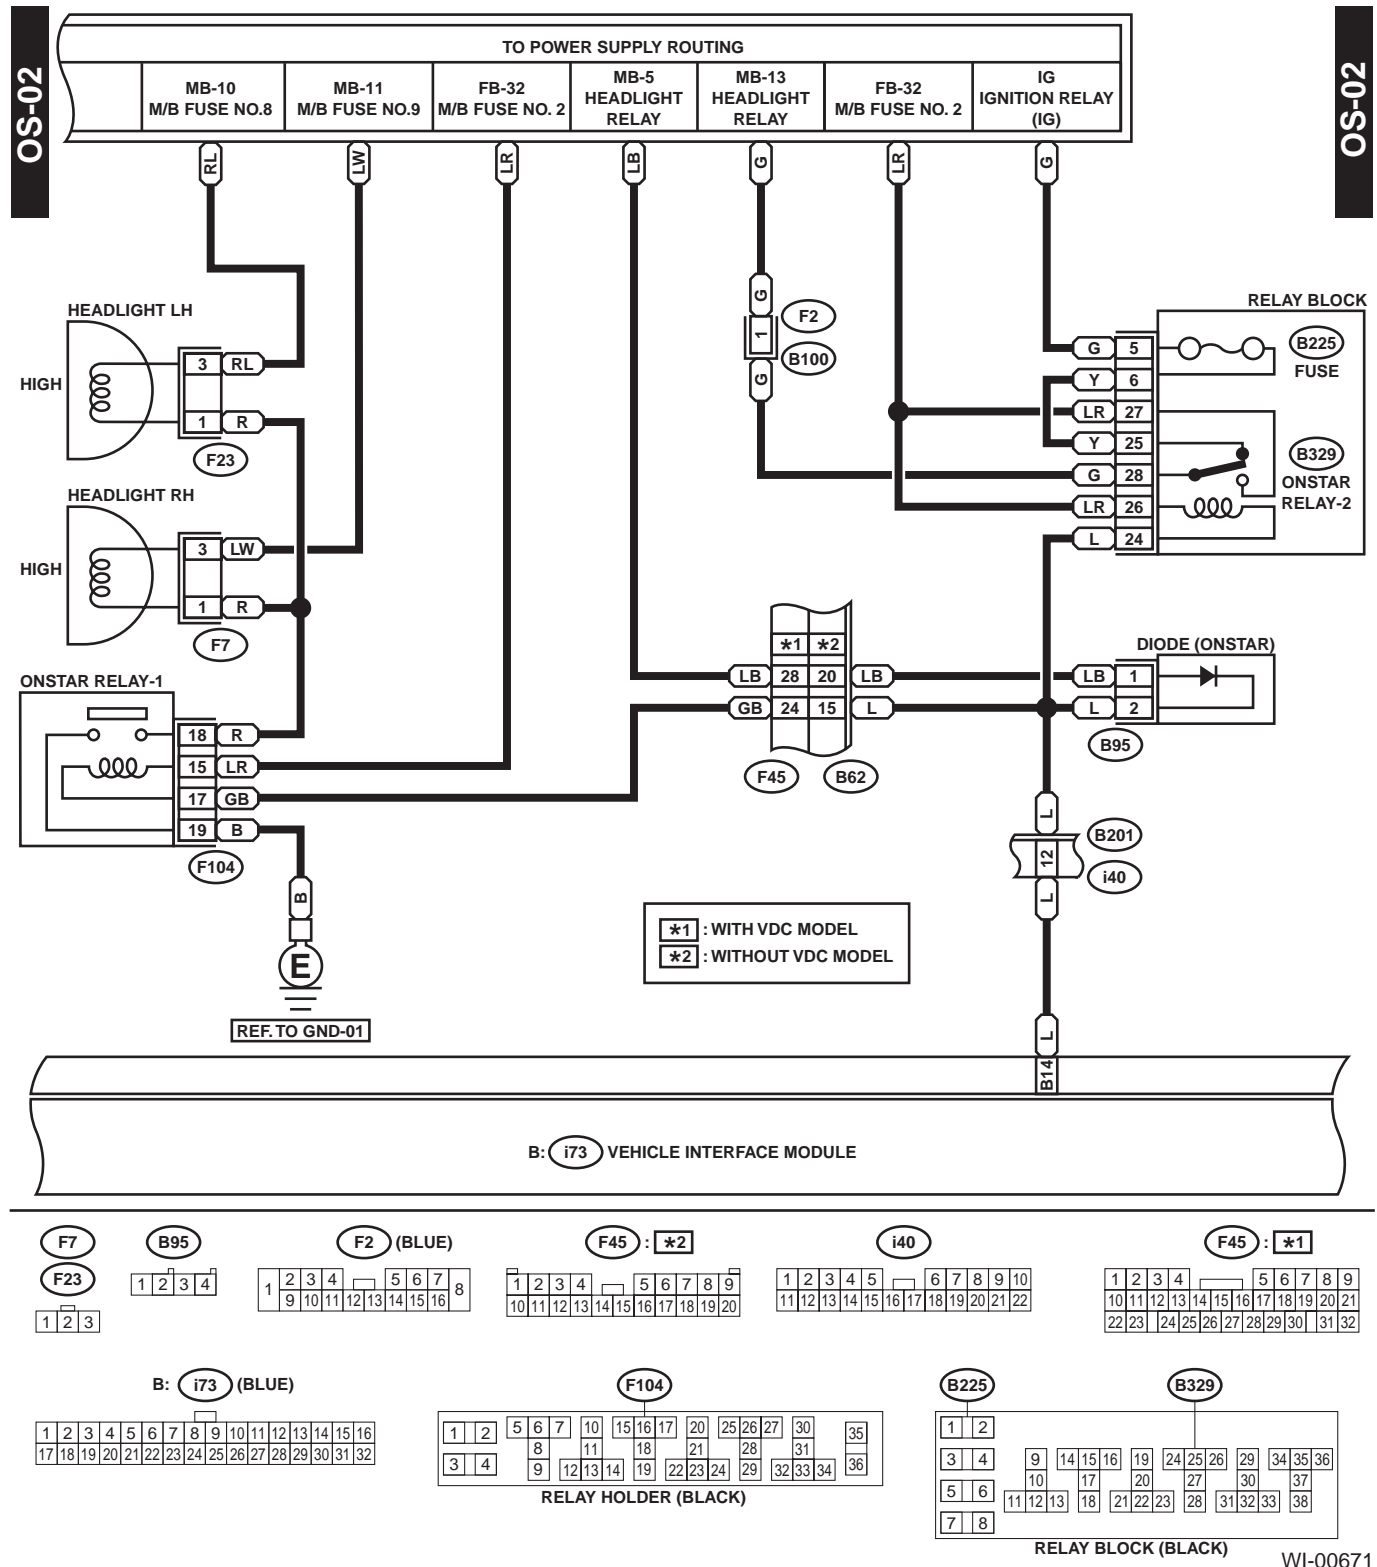 OS-02
OS-02
TO POWER SUPPLY ROUTING
MB-10
M/B FUSE NO.8
MB-11
M/B FUSE NO.9
FB-32
M/B FUSE NO. 2
MB-5
HEADLIGHT
RELAY
MB-13
HEADLIGHT
RELAY
FB-32
M/B FUSE NO. 2
IG
IGNITION RELAY
(IG)
RL
LW
LR
LB
G
LR
G
HEADLIGHT LH
HIGH
3 RL
1 R
F23
HEADLIGHT RH
HIGH
3 LW
1 R
F7
ONSTAR RELAY-1
18 R
15 LR
17 GB
19 B
F104
B
E
REF. TO GND-01
G
1
G
F2
B100
RELAY BLOCK
G 5
Y 6
LR 27
Y 25
G 28
LR 26
L 24
B225
FUSE
B329
ONSTAR
RELAY-2
*1 *2
LB 28 20 LB
GB 24 15 L
F45
B62
DIODE (ONSTAR)
LB 1
L 2
B95
L
12
L
B201
i40
*1 : WITH VDC MODEL
*2 : WITHOUT VDC MODEL
L
B14
B: i73 VEHICLE INTERFACE MODULE
F7
F23
1 2 3
B95
1 2 3 4
F2 (BLUE)
1 2 3 4 5 6 7 8
9 10 11 12 13 14 15 16
F45 : *2
1 2 3 4 5 6 7 8 9
10 11 12 13 14 15 16 17 18 19 20
i40
1 2 3 4 5 6 7 8 9 10
11 12 13 14 15 16 17 18 19 20 21 22
F45 : *1
1 2 3 4 5 6 7 8 9
10 11 12 13 14 15 16 17 18 19 20 21
22 23 24 25 26 27 28 29 30 31 32
B: i73 (BLUE)
1 2 3 4 5 6 7 8 9 10 11 12 13 14 15 16
17 18 19 20 21 22 23 24 25 26 27 28 29 30 31 32
F104
1 2 5 6 7 10 15 16 17 20 25 26 27 30 35
8 11 18 21 28 31
3 4 9 12 13 14 19 22 23 24 29 32 33 34 36
RELAY HOLDER (BLACK)
B225
B329
1 2
3 4 9 14 15 16 19 24 25 26 29 34 35 36
10 17 20 27 30 37
5 6 11 12 13 18 21 22 23 28 31 32 33 38
7 8
RELAY BLOCK (BLACK)
WI-00671